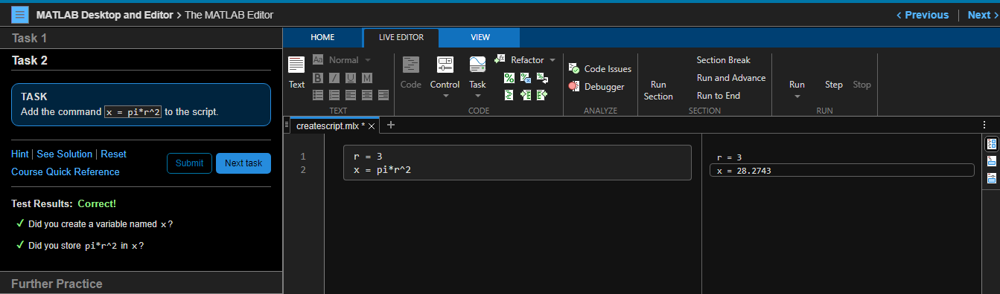 MATLAB Desktop and Editor > The MATLAB Editor
< Previous | Next >
Task 1
Task 2
TASK
Add the command x = pi*r^2 to the script.
Hint | See Solution | Reset
Course Quick Reference
Submit
Next task
Test Results: Correct!
✓ Did you create a variable named x?
✓ Did you store pi*r^2 in x?
Further Practice
HOME
LIVE EDITOR
VIEW
Text
Aa Normal
B I U M
TEXT
Code
Control
Task
Refactor
CODE
Code Issues
Debugger
ANALYZE
Run Section
Section Break
Run and Advance
Run to End
SECTION
Run
Step
Stop
RUN
createscript.mlx * × +
1 r = 3
2 x = pi*r^2
r = 3
x = 28.2743